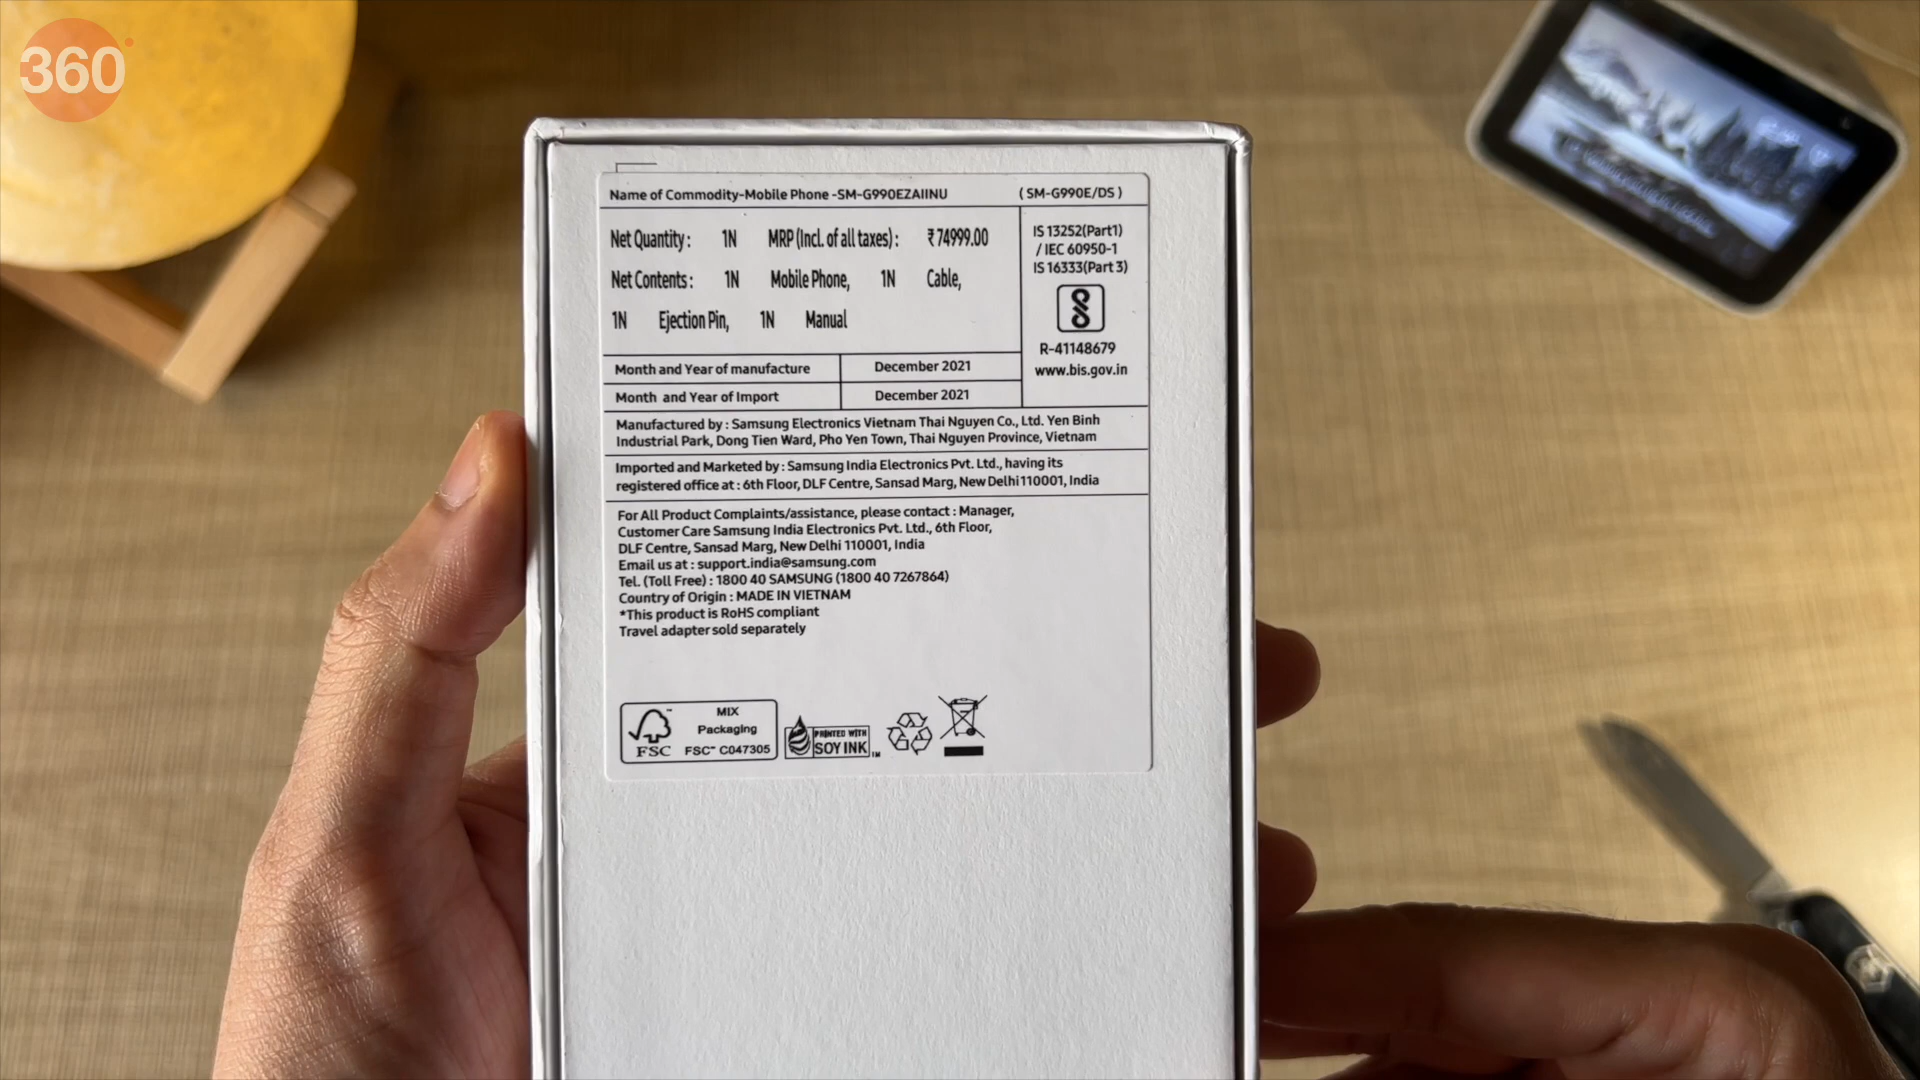 360
Name of Commodity-Mobile Phone -SM-G990EZAIINU ( SM-G990E/DS )
Net Quantity : 1N MRP (Incl. of all taxes) : ₹ 74999.00
Net Contents : 1N Mobile Phone, 1N Cable,
1N Ejection Pin, 1N Manual
IS 13252(Part1)
/ IEC 60950-1
IS 16333(Part 3)
R-41148679
www.bis.gov.in
Month and Year of manufacture December 2021
Month and Year of Import December 2021
Manufactured by : Samsung Electronics Vietnam Thai Nguyen Co., Ltd. Yen Binh
Industrial Park, Dong Tien Ward, Pho Yen Town, Thai Nguyen Province, Vietnam
Imported and Marketed by : Samsung India Electronics Pvt. Ltd., having its
registered office at : 6th Floor, DLF Centre, Sansad Marg, New Delhi 110001, India
For All Product Complaints/assistance, please contact : Manager,
Customer Care Samsung India Electronics Pvt. Ltd., 6th Floor,
DLF Centre, Sansad Marg, New Delhi 110001, India
Email us at : support.india@samsung.com
Tel. (Toll Free) : 1800 40 SAMSUNG (1800 40 7267864)
Country of Origin : MADE IN VIETNAM
*This product is RoHS compliant
Travel adapter sold separately
FSC
MIX
Packaging
FSC™ C047305
PRINTED WITH
SOY INK™